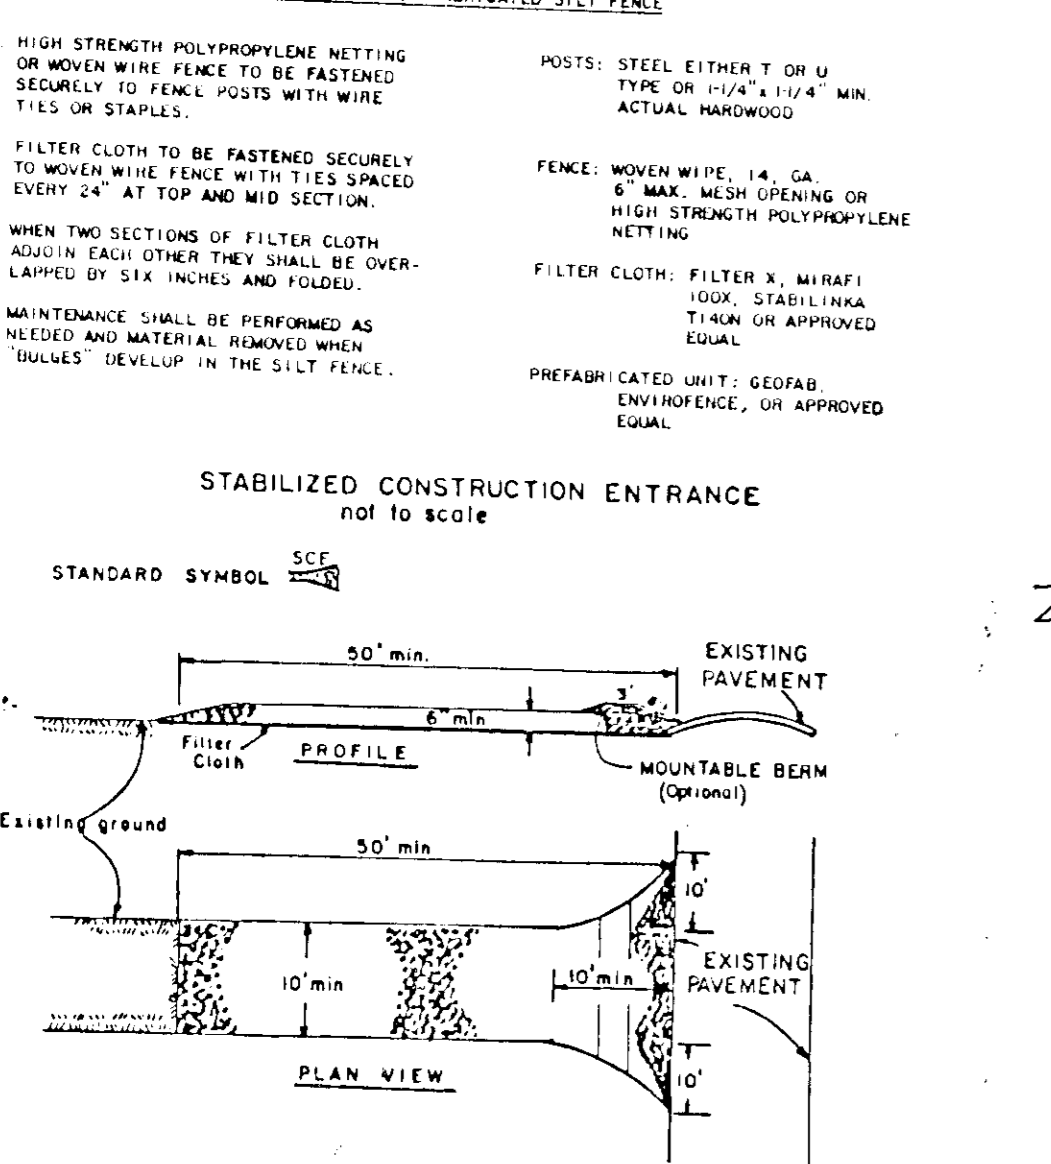 SILT FENCE
HIGH STRENGTH POLYPROPYLENE NETTING
OR WOVEN WIRE FENCE TO BE FASTENED
SECURELY TO FENCE POSTS WITH WIRE
TIES OR STAPLES.
FILTER CLOTH TO BE FASTENED SECURELY
TO WOVEN WIRE FENCE WITH TIES SPACED
EVERY 24" AT TOP AND MID SECTION.
WHEN TWO SECTIONS OF FILTER CLOTH
ADJOIN EACH OTHER THEY SHALL BE OVER-
LAPPED BY SIX INCHES AND FOLDED.
MAINTENANCE SHALL BE PERFORMED AS
NEEDED AND MATERIAL REMOVED WHEN
"BULGES" DEVELOP IN THE SILT FENCE.
POSTS: STEEL EITHER T OR U
TYPE OR 1-1/4" x 1-1/4" MIN.
ACTUAL HARDWOOD
FENCE: WOVEN WIPE, 14, GA.
6" MAX. MESH OPENING OR
HIGH STRENGTH POLYPROPYLENE
NETTING
FILTER CLOTH: FILTER X, MIRAFI
100X, STABILINKA
T140N OR APPROVED
EQUAL
PREFABRICATED UNIT: GEOFAB,
ENVIROFENCE, OR APPROVED
EQUAL
STABILIZED CONSTRUCTION ENTRANCE
not to scale
STANDARD SYMBOL SCE
50' min.
EXISTING
PAVEMENT
3'
6" min
Filter
Cloth
PROFILE
MOUNTABLE BERM
(Optional)
Existing ground
50' min
10'
10' min
10' min
EXISTING
PAVEMENT
10'
PLAN VIEW